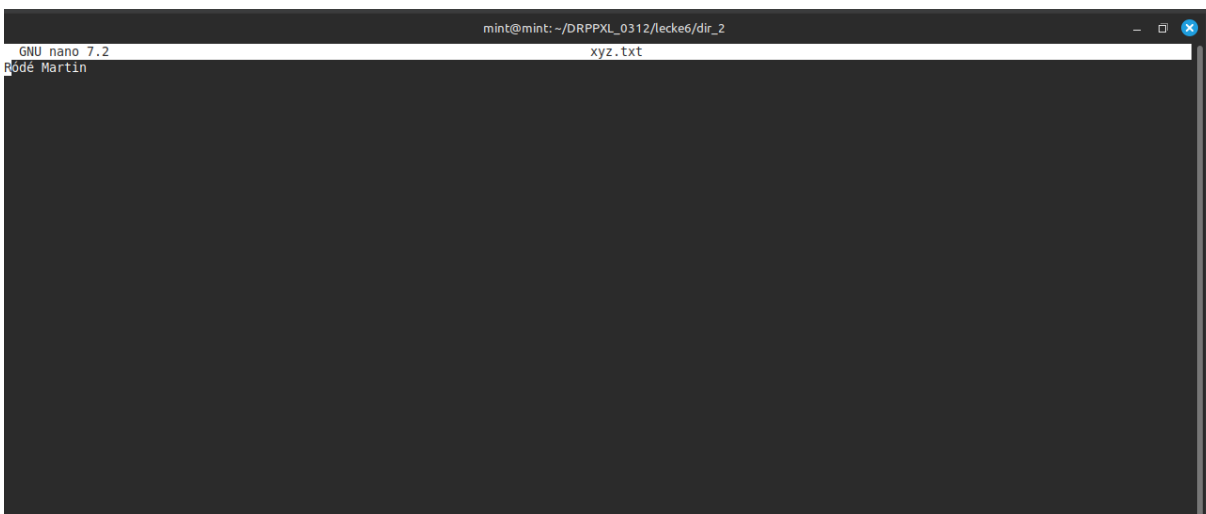 mint@mint: ~/DRPPXL_0312/lecke6/dir_2
GNU nano 7.2 xyz.txt
Ródé Martin